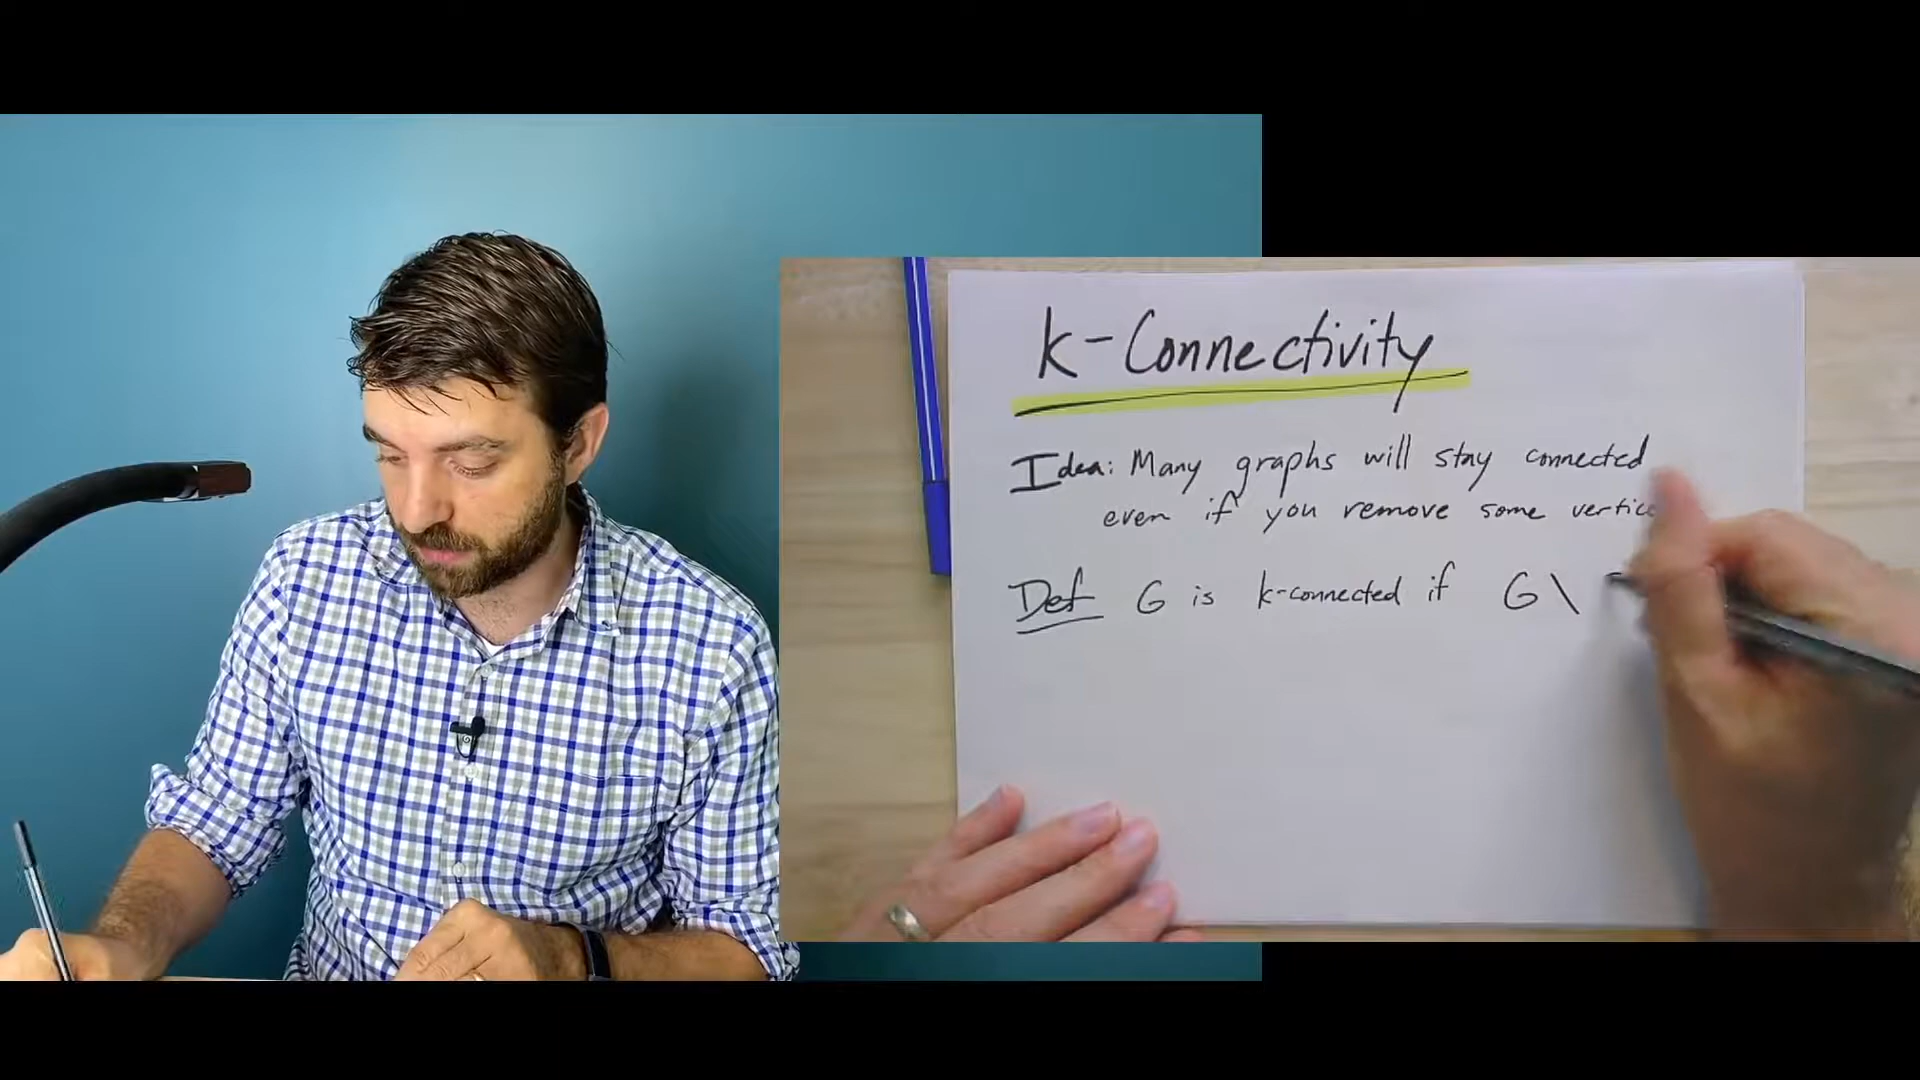 k-Connectivity
Idea: Many graphs will stay connected
even if you remove some
Def G is k-connected if G \